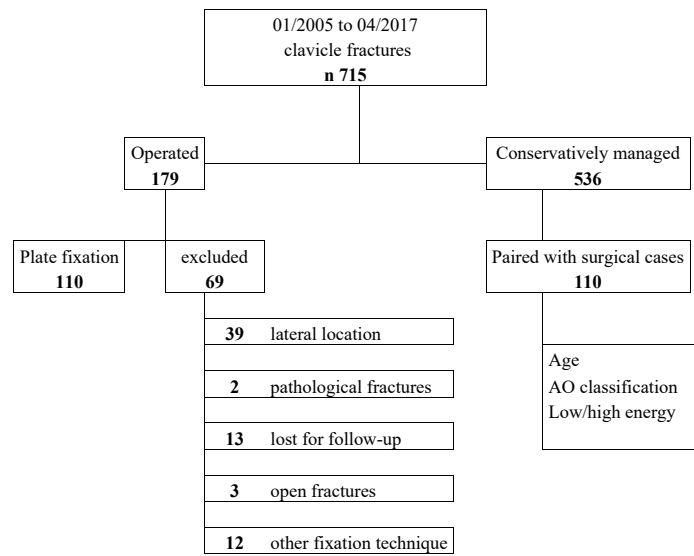 01/2005 to 04/2017
clavicle fractures
n 715
Operated
179
Conservatively managed
536
Plate fixation
110
excluded
69
Paired with surgical cases
110
39 lateral location
2 pathological fractures
13 lost for follow-up
3 open fractures
12 other fixation technique
Age
AO classification
Low/high energy